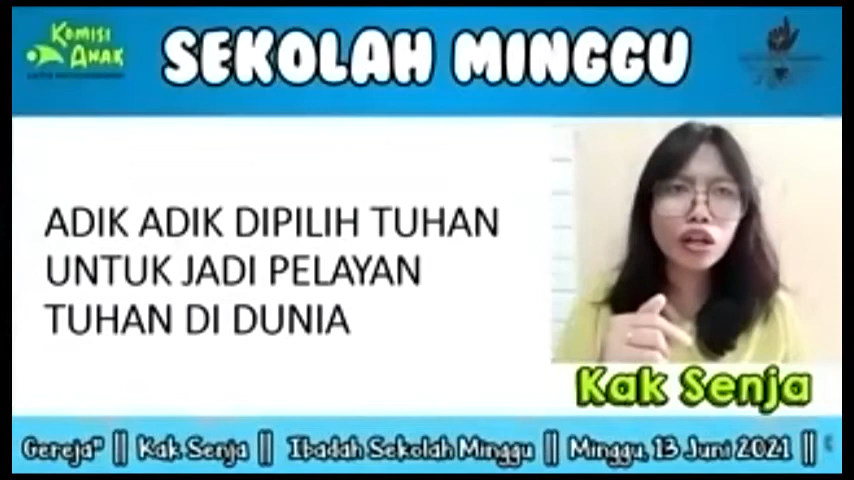 Komisi
Anak
SEKOLAH MINGGU
ADIK ADIK DIPILIH TUHAN
UNTUK JADI PELAYAN
TUHAN DI DUNIA
Kak Senja
Gereja" || Kak Senja || Ibadah Sekolah Minggu || Minggu, 13 Juni 2021 ||